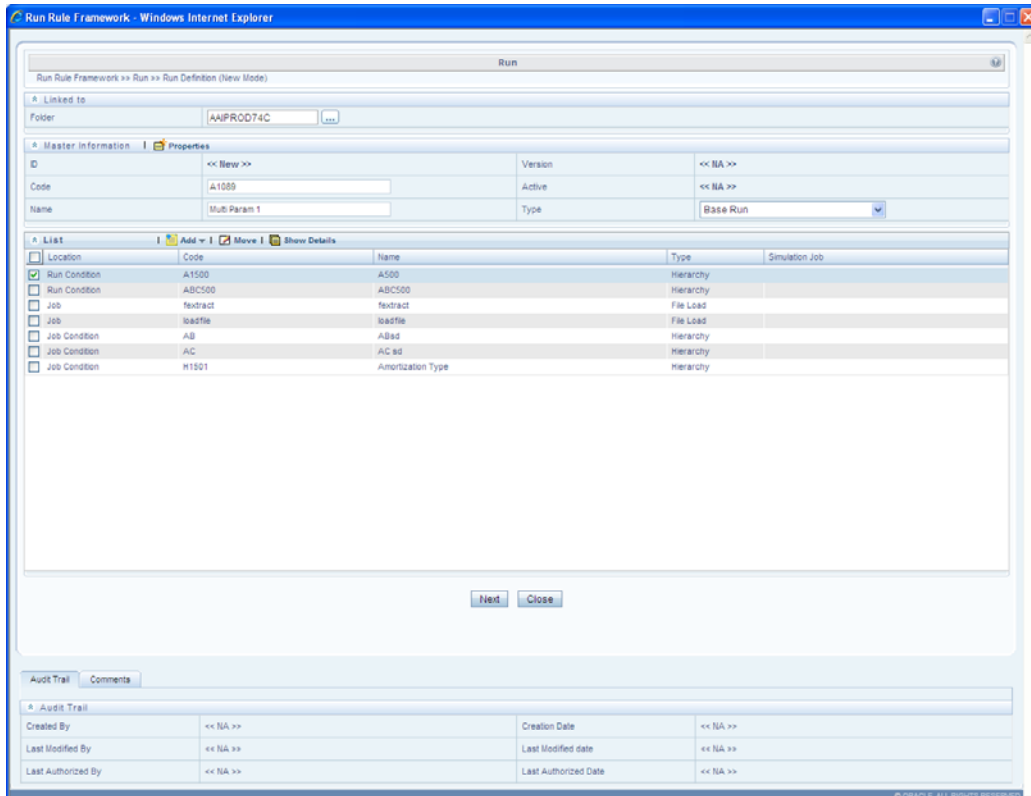 Run Rule Framework - Windows Internet Explorer
Run
Run Rule Framework >> Run >> Run Definition (New Mode)
Linked to
Folder AAIPROD74C ...
Master Information | Properties
ID << New >> Version << NA >>
Code A1089 Active << NA >>
Name Multi Param 1 Type Base Run
List | Add | Move | Show Details
Location Code Name Type Simulation Job
Run Condition A1500 A500 Hierarchy
Run Condition ABC500 ABC500 Hierarchy
Job fextract fextract File Load
Job loadfile loadfile File Load
Job Condition AB ABsd Hierarchy
Job Condition AC AC sd Hierarchy
Job Condition H1501 Amortization Type Hierarchy
Next Close
Audit Trail Comments
Audit Trail
Created By << NA >> Creation Date << NA >>
Last Modified By << NA >> Last Modified date << NA >>
Last Authorized By << NA >> Last Authorized Date << NA >>
© ORACLE. ALL RIGHTS RESERVED